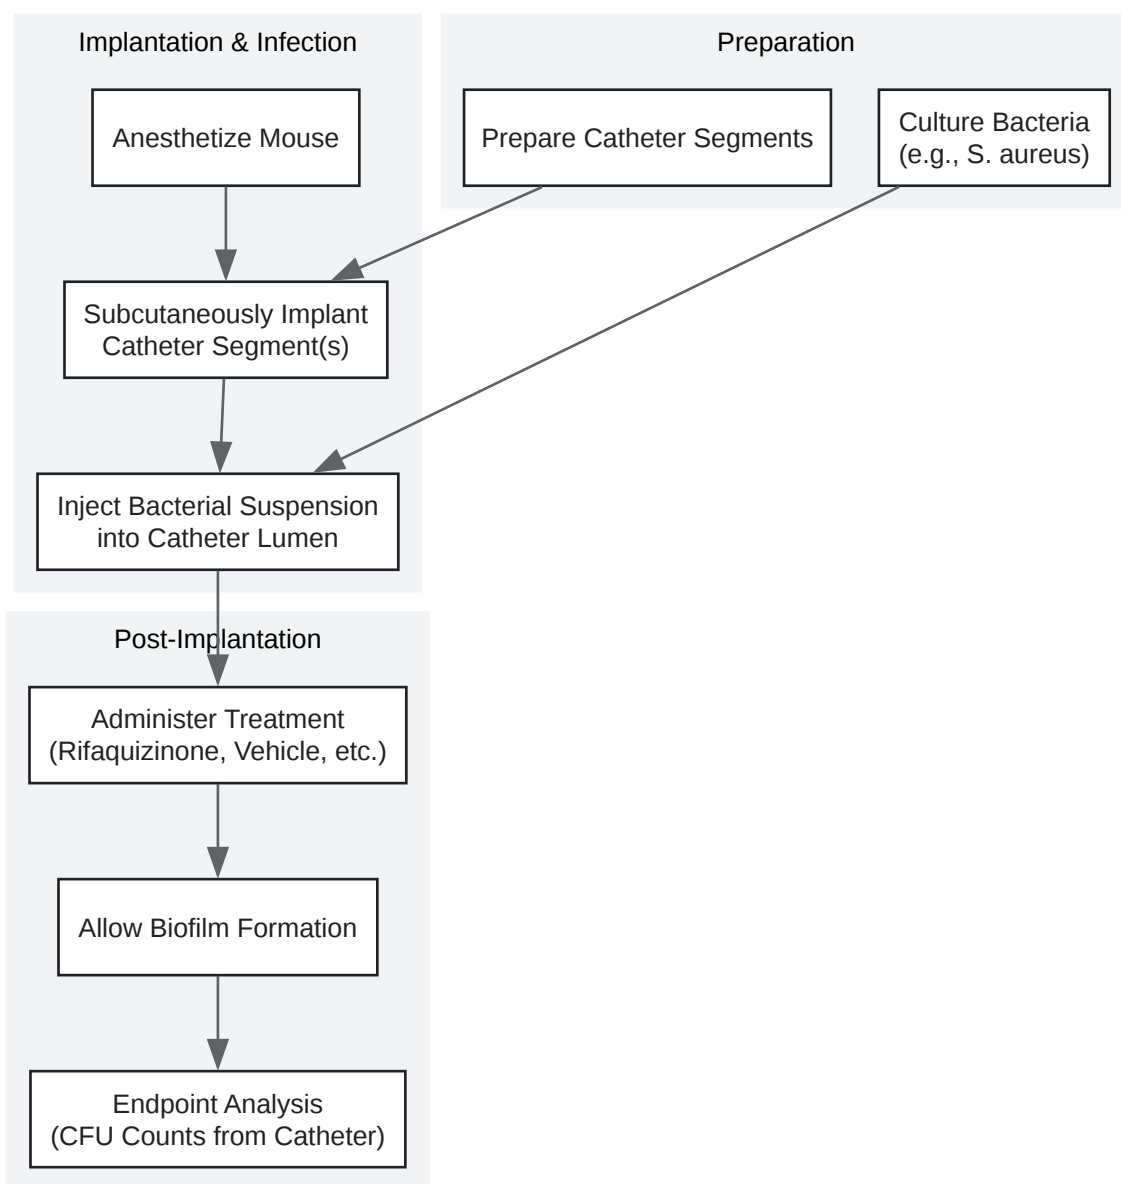 Implantation & Infection
Anesthetize Mouse
Subcutaneously Implant
Catheter Segment(s)
Inject Bacterial Suspension
into Catheter Lumen
Preparation
Prepare Catheter Segments
Culture Bacteria
(e.g., S. aureus)
Post-Implantation
Administer Treatment
(Rifaquizinone, Vehicle, etc.)
Allow Biofilm Formation
Endpoint Analysis
(CFU Counts from Catheter)